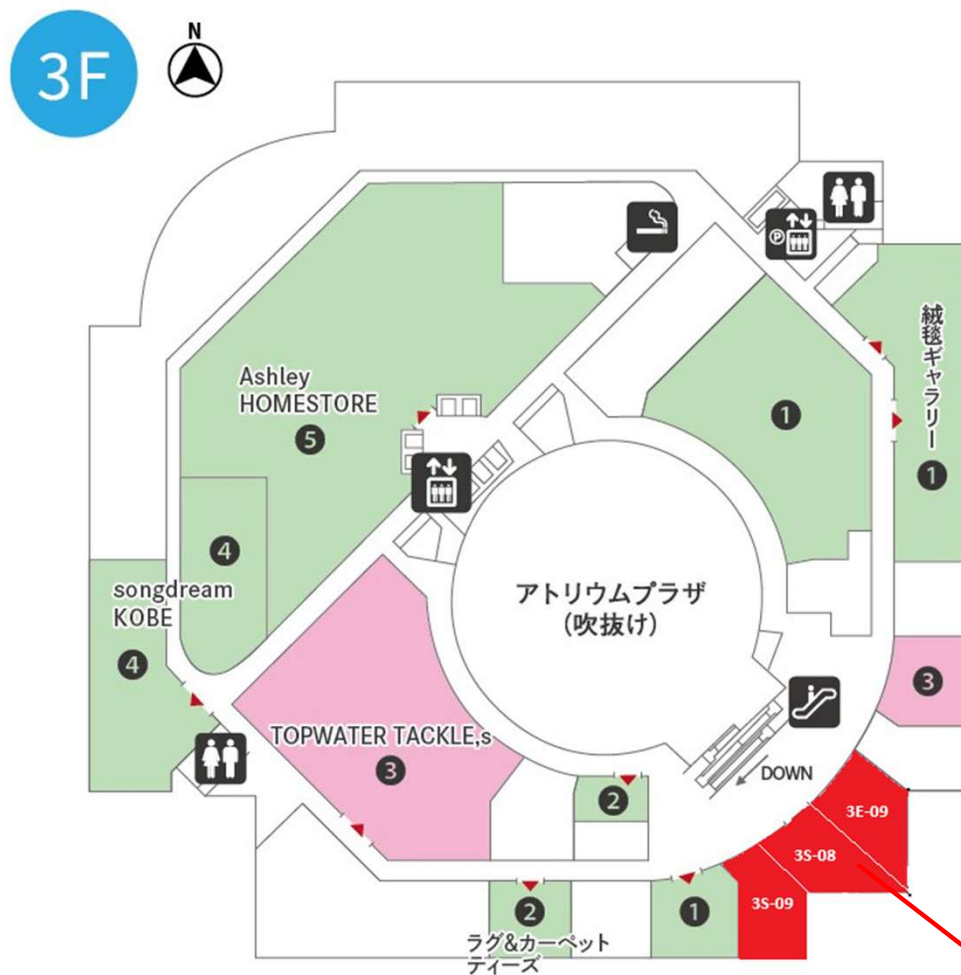 3F
N
絨毯ギャラリー
1
1
Ashley
HOMESTORE
5
4
songdream
KOBE
4
アトリウムプラザ
(吹抜け)
3
TOPWATER TACKLE,s
3
DOWN
2
3E-09
3S-08
3S-09
1
2
ラグ&カーペット
ティーズ
P